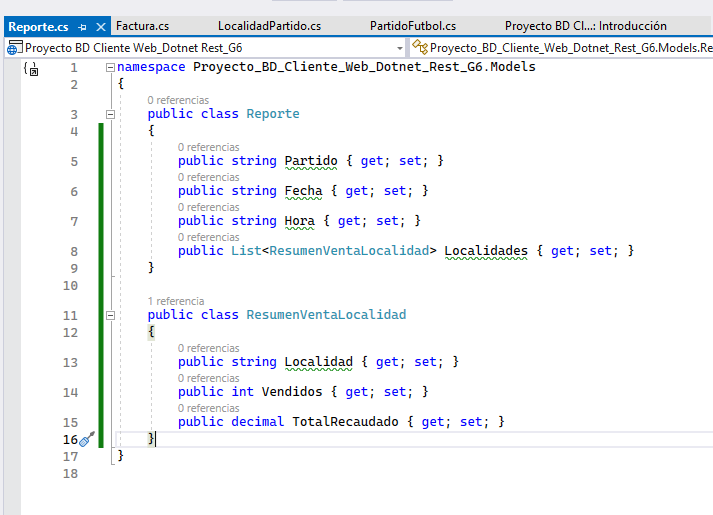 Reporte.cs Factura.cs LocalidadPartido.cs PartidoFutbol.cs Proyecto BD Cl...: Introducción
Proyecto BD Cliente Web_Dotnet Rest_G6 Proyecto_BD_Cliente_Web_Dotnet_Rest_G6.Models.Re
1 namespace Proyecto_BD_Cliente_Web_Dotnet_Rest_G6.Models
2 {
0 referencias
3 public class Reporte
4 {
0 referencias
5 public string Partido { get; set; }
0 referencias
6 public string Fecha { get; set; }
0 referencias
7 public string Hora { get; set; }
0 referencias
8 public List<ResumenVentaLocalidad> Localidades { get; set; }
9 }
10
1 referencia
11 public class ResumenVentaLocalidad
12 {
0 referencias
13 public string Localidad { get; set; }
0 referencias
14 public int Vendidos { get; set; }
0 referencias
15 public decimal TotalRecaudado { get; set; }
16 }
17 }
18